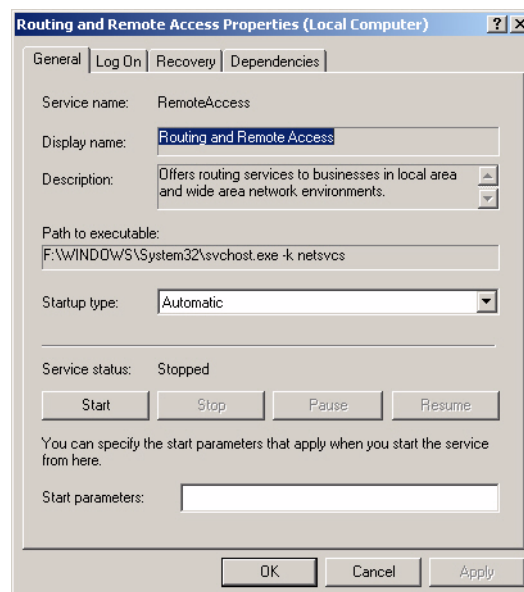 Routing and Remote Access Properties (Local Computer)
General Log On Recovery Dependencies
Service name: RemoteAccess
Display name: Routing and Remote Access
Description: Offers routing services to businesses in local area
and wide area network environments.
Path to executable:
F:\WINDOWS\System32\svchost.exe -k netsvcs
Startup type: Automatic
Service status: Stopped
Start Stop Pause Resume
You can specify the start parameters that apply when you start the service
from here.
Start parameters:
OK Cancel Apply